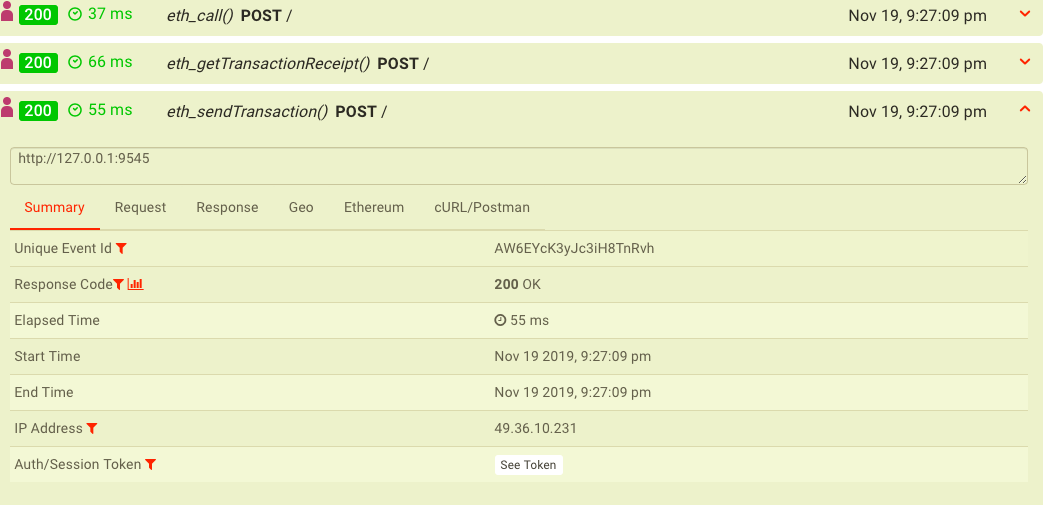 200 37 ms eth_call() POST / Nov 19, 9:27:09 pm
200 66 ms eth_getTransactionReceipt() POST / Nov 19, 9:27:09 pm
200 55 ms eth_sendTransaction() POST / Nov 19, 9:27:09 pm
http://127.0.0.1:9545
Summary Request Response Geo Ethereum cURL/Postman
Unique Event Id AW6EYcK3yJc3iH8TnRvh
Response Code 200 OK
Elapsed Time 55 ms
Start Time Nov 19 2019, 9:27:09 pm
End Time Nov 19 2019, 9:27:09 pm
IP Address 49.36.10.231
Auth/Session Token See Token